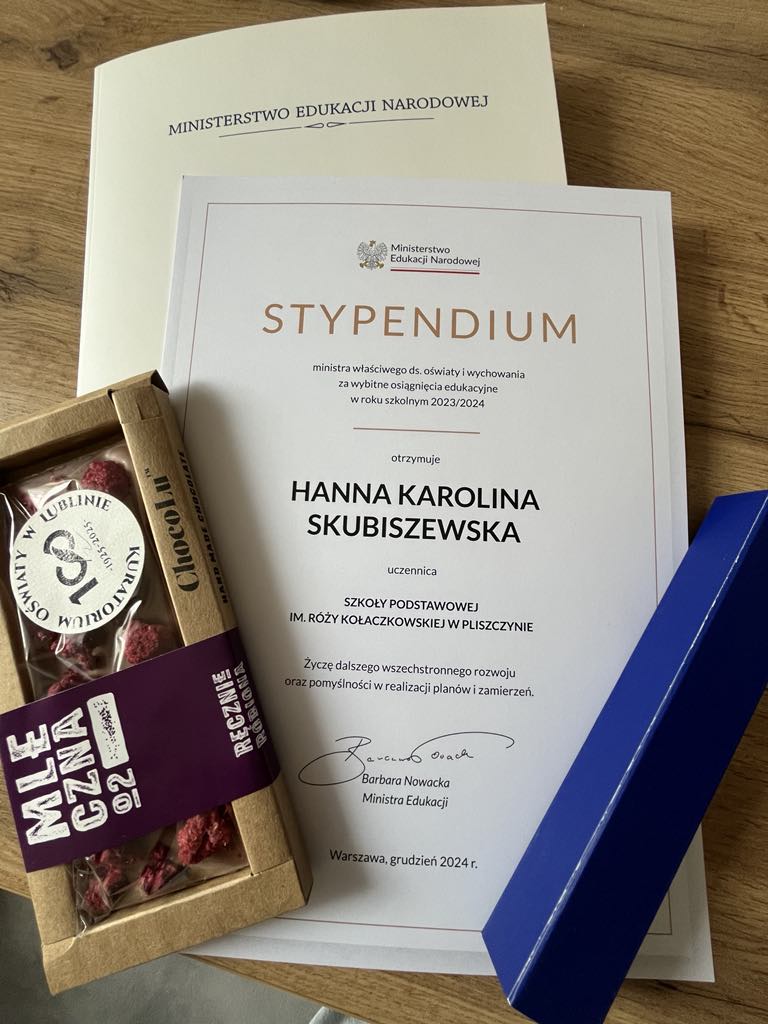 MINISTERSTWO EDUKACJI NARODOWEJ
Ministerstwo
Edukacji Narodowej
STYPENDIUM
ministra właściwego ds. oświaty i wychowania
za wybitne osiągnięcia edukacyjne
w roku szkolnym 2023/2024
otrzymuje
HANNA KAROLINA
SKUBISZEWSKA
uczennica
SZKOŁY PODSTAWOWEJ
IM. RÓŻY KOŁACZKOWSKIEJ W PLISZCZYNIE
Życzę dalszego wszechstronnego rozwoju
oraz pomyślności w realizacji planów i zamierzeń.
Barbara Nowacka
Ministra Edukacji
Warszawa, grudzień 2024 r.
KURATORIUM OŚWIATY W LUBLINIE
100
1925-2025
ChocoLu
HAND MADE CHOCOLATE
MLE
CZNA
02
RĘCZNIE
ROBIONA